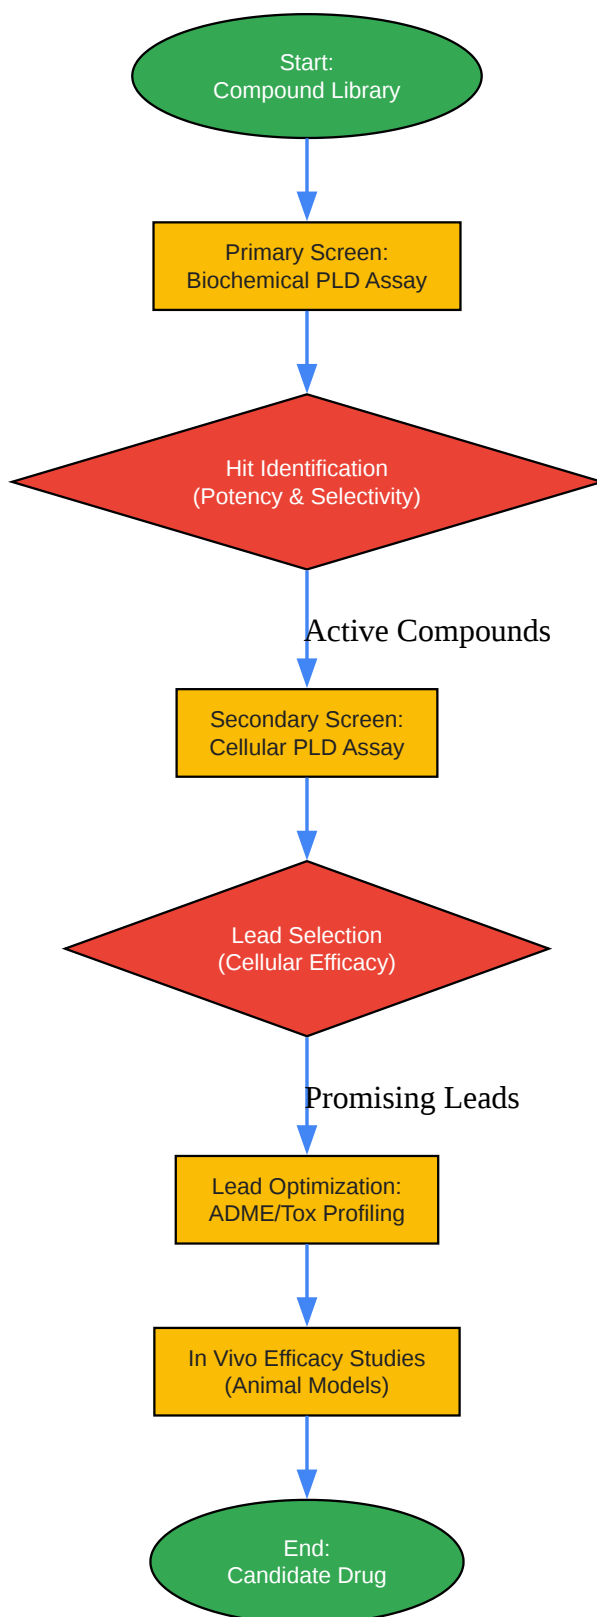 Start:
Compound Library
Primary Screen:
Biochemical PLD Assay
Hit Identification
(Potency & Selectivity)
Active Compounds
Secondary Screen:
Cellular PLD Assay
Lead Selection
(Cellular Efficacy)
Promising Leads
Lead Optimization:
ADME/Tox Profiling
In Vivo Efficacy Studies
(Animal Models)
End:
Candidate Drug